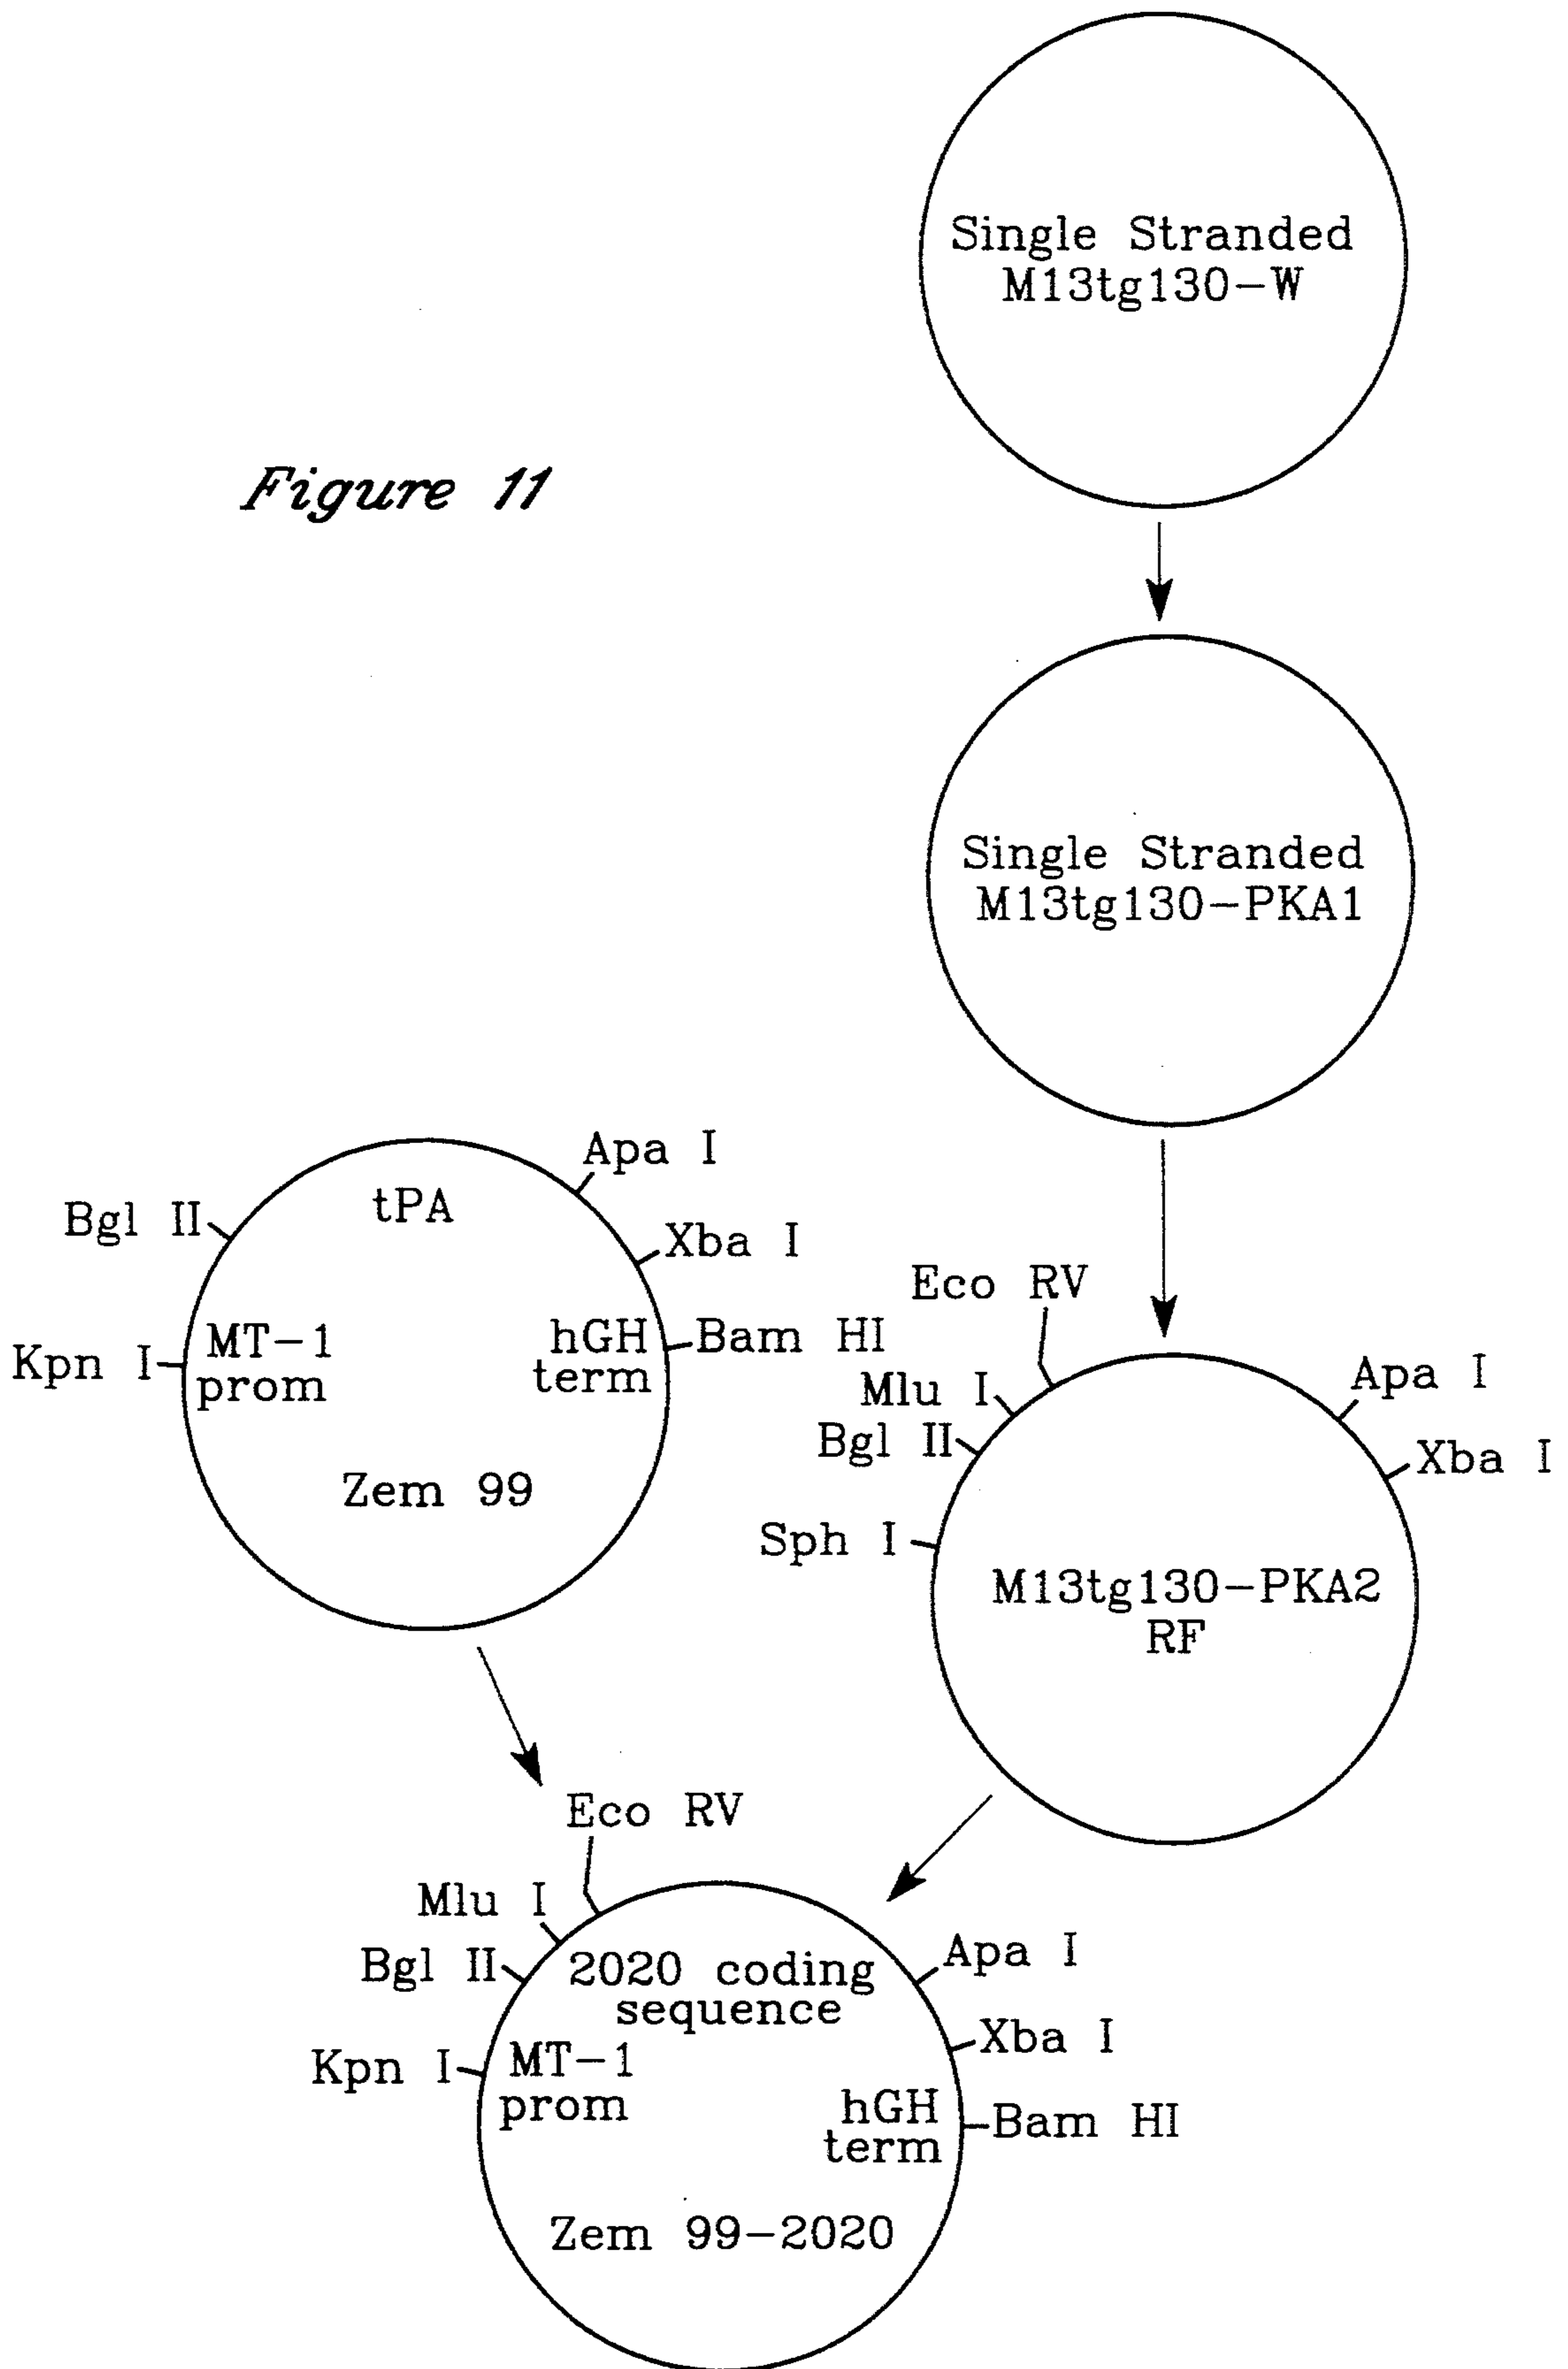 Single Stranded
M13tg130-W
Figure 11
Single Stranded
M13tg130-PKA1
Apa I
tPA
Bgl II
Xba I
hGH
term
Bam HI
MT-1
prom
Kpn I
Zem 99
Eco RV
Mlu I
Bgl II
Sph I
Apa I
Xba I
M13tg130-PKA2
RF
Eco RV
Mlu I
Bgl II
2020 coding
sequence
Apa I
Xba I
Kpn I
MT-1
prom
hGH
term
Bam HI
Zem 99-2020